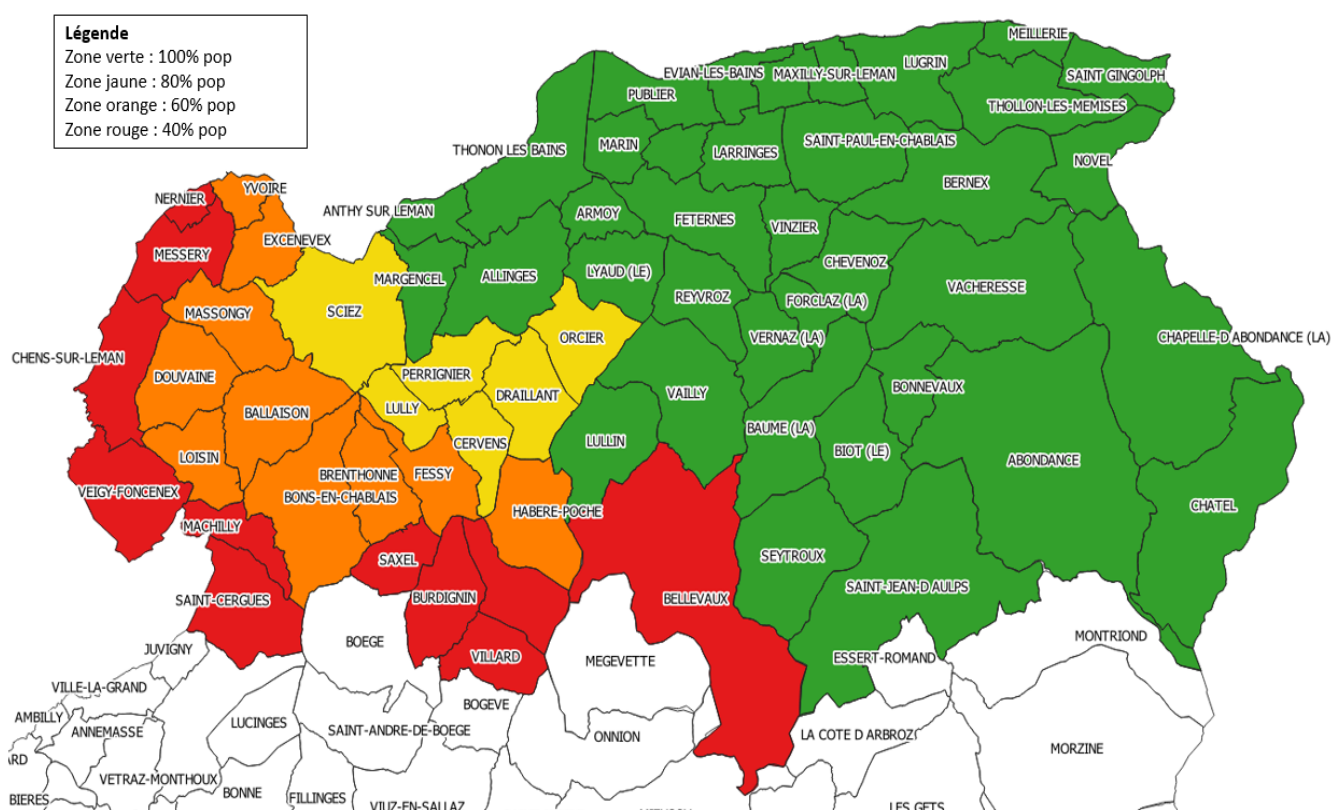 Légende
Zone verte : 100% pop
Zone jaune : 80% pop
Zone orange : 60% pop
Zone rouge : 40% pop
MEILLERIE
LUGRIN
EVIAN-LES-BAINS
MAXILLY-SUR-LEMAN
SAINT GINGOLPH
PUBLIER
THOLLON-LES-MEMISES
MARIN
SAINT-PAUL-EN-CHABLAIS
THONON LES BAINS
LARRINGES
NOVEL
BERNEX
YVOIRE
NERNIER
ANTHY SUR LEMAN
ARMOY
FETERNES
VINZIER
EXCENEVEX
MESSERY
CHEVENOZ
MARGENCEL
ALLINGES
LYAUD (LE)
VACHERESSE
REYVROZ
FORCLAZ (LA)
MASSONGY
SCIEZ
ORCIER
VERNAZ (LA)
CHAPELLE-D ABONDANCE (LA)
CHENS-SUR-LEMAN
PERRIGNIER
DOUVAINE
BONNEVAUX
DRAILLANT
VAILLY
LULLY
BALLAISON
BAUME (LA)
CERVENS
LULLIN
BIOT (LE)
LOISIN
ABONDANCE
BRENTHONNE
FESSY
VEIGY-FONCENEX
BONS-EN-CHABLAIS
CHATEL
HABERE-POCHE
MACHILLY
SEYTROUX
SAXEL
SAINT-JEAN-D AULPS
SAINT-CERGUES
BURDIGNIN
BELLEVAUX
MONTRIOND
BOEGE
JUVIGNY
VILLARD
ESSERT-ROMAND
MEGEVETTE
VILLE-LA-GRAND
BOGEVE
AMBILLY
LUCINGES
ANNEMASSE
SAINT-ANDRE-DE-BOEGE
ONNION
LA COTE D ARBROZ
MORZINE
ARD
VETRAZ-MONTHOUX
BONNE
FILLINGES
BIERES
VIUZ-EN-SALLAZ
LES GETS